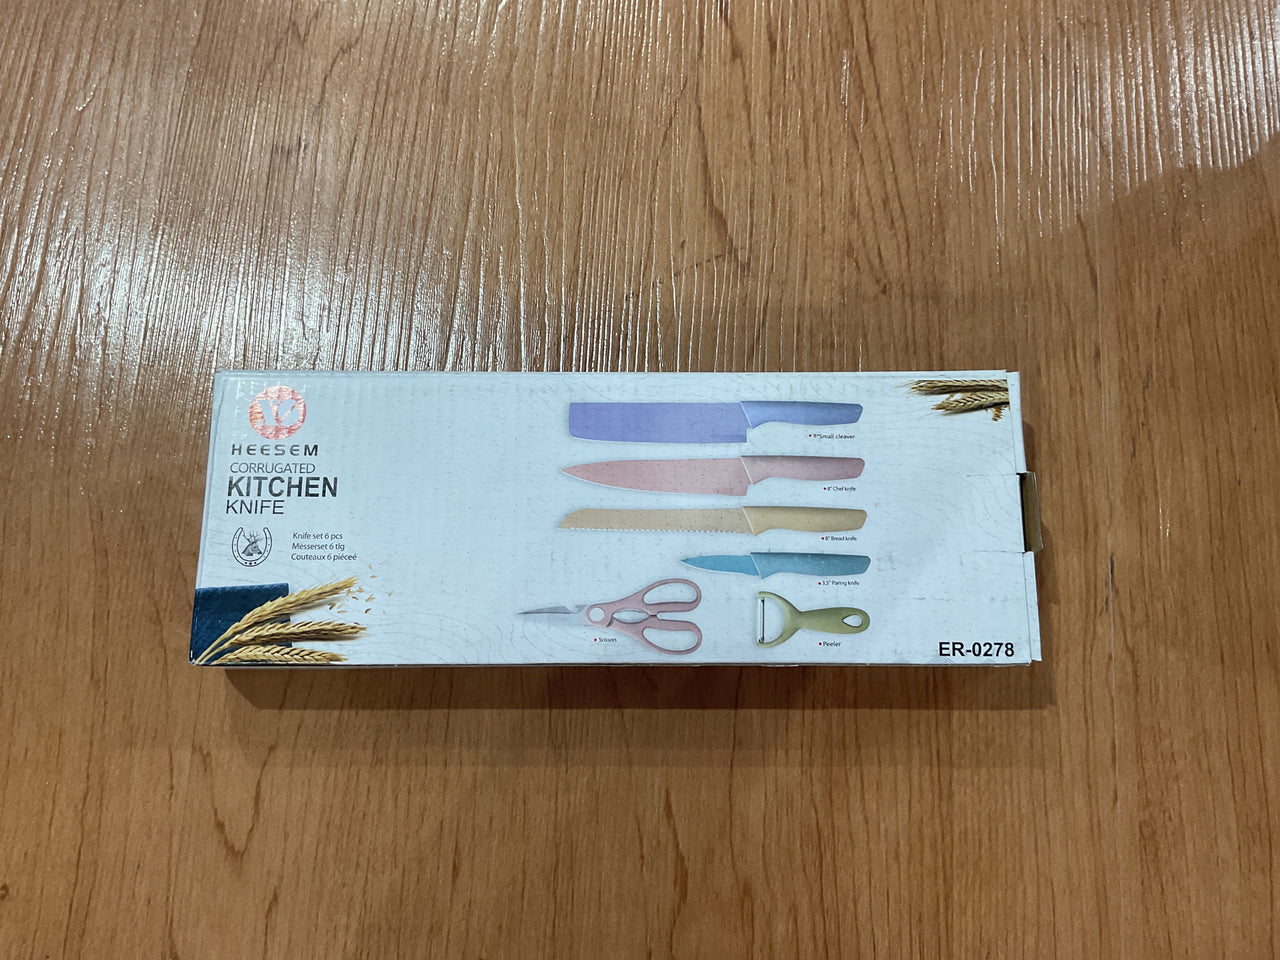 HEESEM
CORRUGATED
KITCHEN
KNIFE
Knife set 6 pcs
Messerset 6 tlg
Couteaux 6 piéceé
Small cleaver
8" Chef knife
8" Bread knife
3.5" Paring knife
Scissors
Peeler
ER-0278